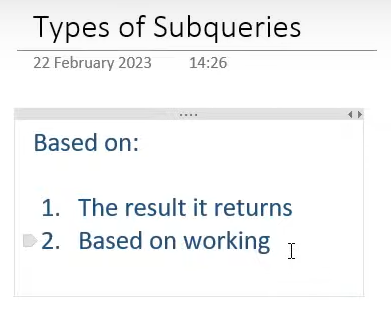 Types of Subqueries
22 February 2023 14:26
Based on:
1. The result it returns
2. Based on working